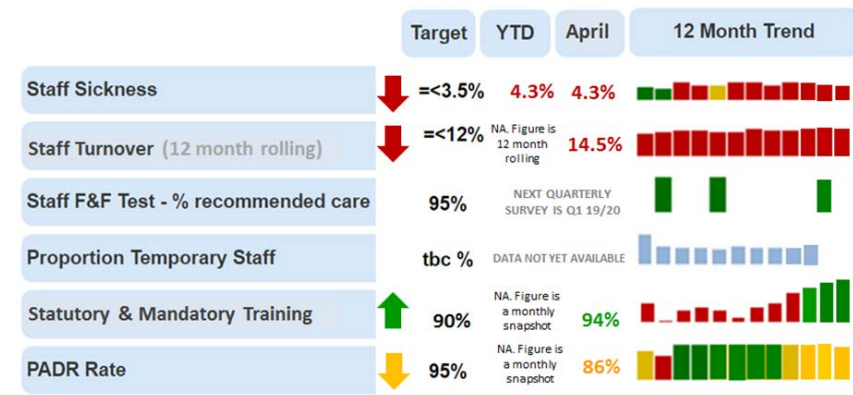 Target YTD April 12 Month Trend
Staff Sickness =<3.5% 4.3% 4.3%
Staff Turnover (12 month rolling) =<12% NA. Figure is
12 month
rolling
14.5%
Staff F&F Test - % recommended care 95% NEXT QUARTERLY
SURVEY IS Q1 19/20
Proportion Temporary Staff tbc % DATA NOT YET AVAILABLE
Statutory & Mandatory Training 90% NA. Figure is
a monthly
snapshot
94%
PADR Rate 95% NA. Figure is
a monthly
snapshot
86%